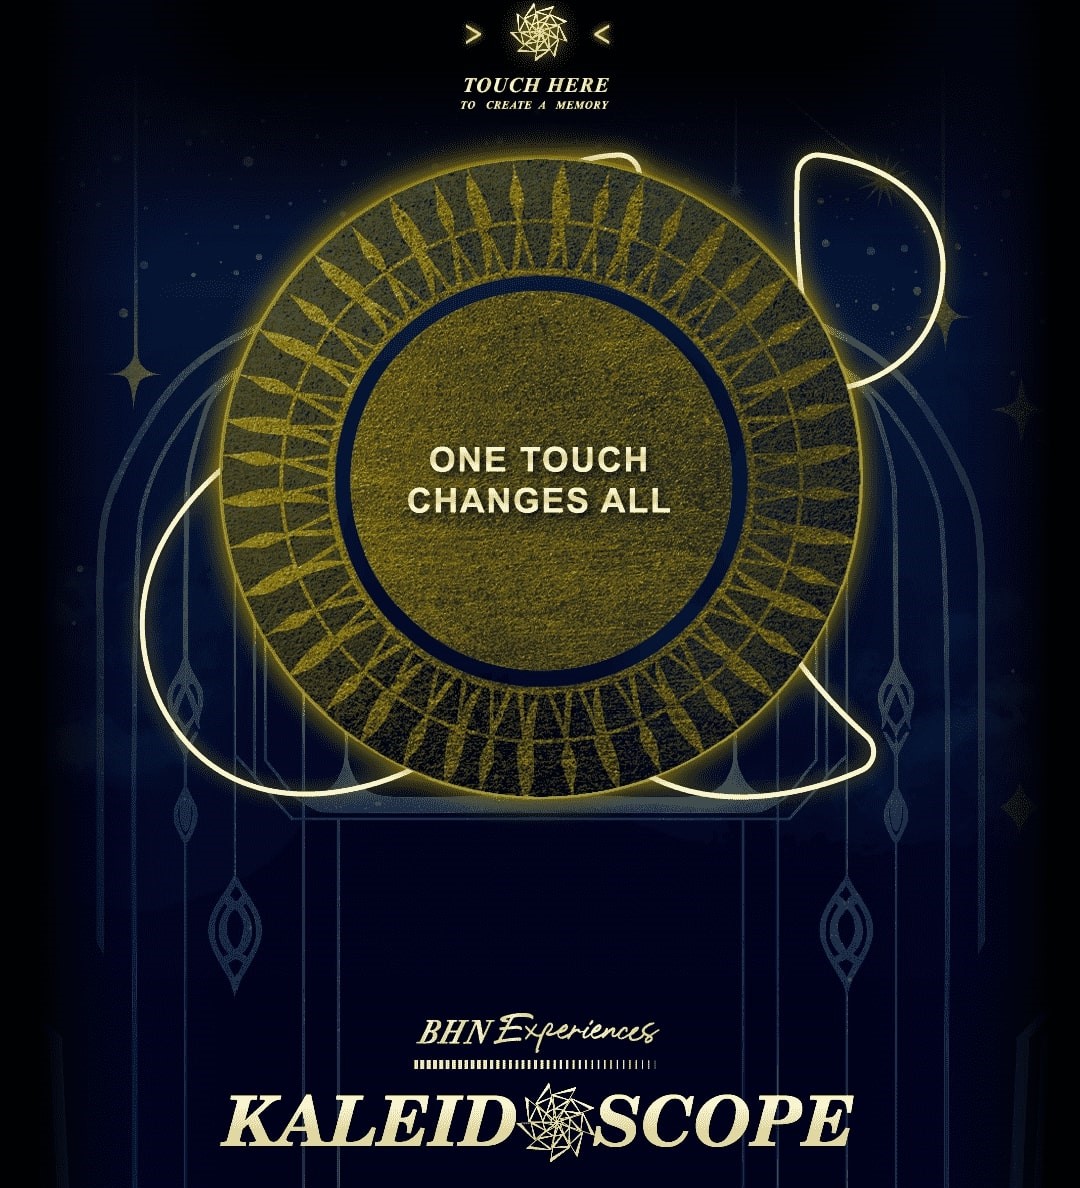 > <
TOUCH HERE
TO CREATE A MEMORY
ONE TOUCH
CHANGES ALL
BHN Experiences
KALEIDOSCOPE